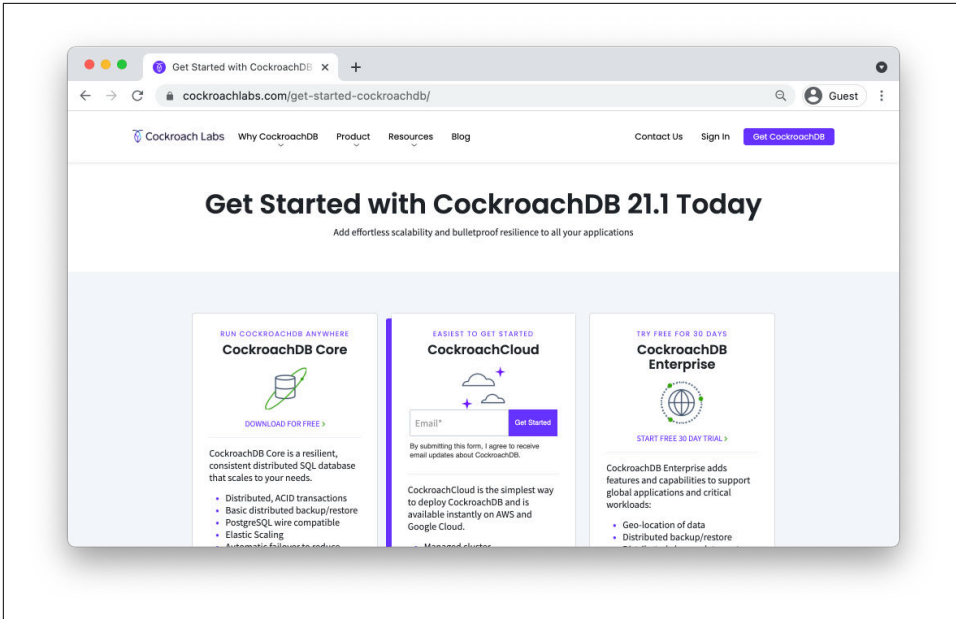 Get Started with CockroachDB
cockroachlabs.com/get-started-cockroachdb/
Guest
Cockroach Labs Why CockroachDB Product Resources Blog Contact Us Sign In Get CockroachDB
Get Started with CockroachDB 21.1 Today
Add effortless scalability and bulletproof resilience to all your applications
RUN COCKROACHDB ANYWHERE
CockroachDB Core
DOWNLOAD FOR FREE ›
CockroachDB Core is a resilient,
consistent distributed SQL database
that scales to your needs.
• Distributed, ACID transactions
• Basic distributed backup/restore
• PostgreSQL wire compatible
• Elastic Scaling
• Automatic failover to reduce
EASIEST TO GET STARTED
CockroachCloud
Email*
Get Started
By submitting this form, I agree to receive
email updates about CockroachDB.
CockroachCloud is the simplest way
to deploy CockroachDB and is
available instantly on AWS and
Google Cloud.
• Managed cluster
TRY FREE FOR 30 DAYS
CockroachDB
Enterprise
START FREE 30 DAY TRIAL ›
CockroachDB Enterprise adds
features and capabilities to support
global applications and critical
workloads:
• Geo-location of data
• Distributed backup/restore